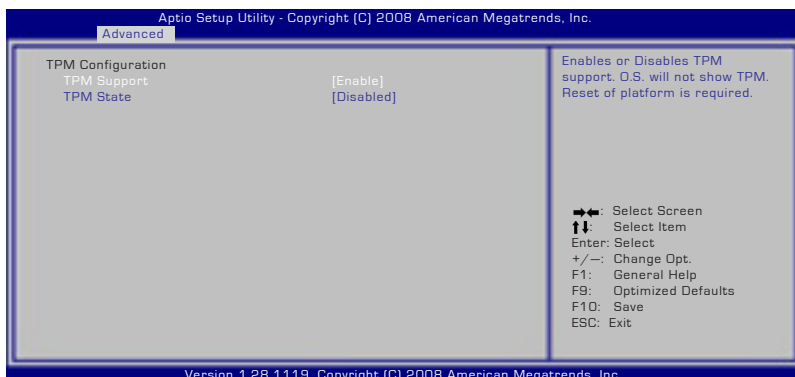 Aptio Setup Utility - Copyright (C) 2008 American Megatrends, Inc.
Advanced
TPM Configuration
TPM Support [Enable]
TPM State [Disabled]
Enables or Disables TPM
support. O.S. will not show TPM.
Reset of platform is required.
➡⬅: Select Screen
⬆⬇: Select Item
Enter: Select
+/—: Change Opt.
F1: General Help
F9: Optimized Defaults
F10: Save
ESC: Exit
Version 1.28.1119. Copyright (C) 2008 American Megatrends, Inc.